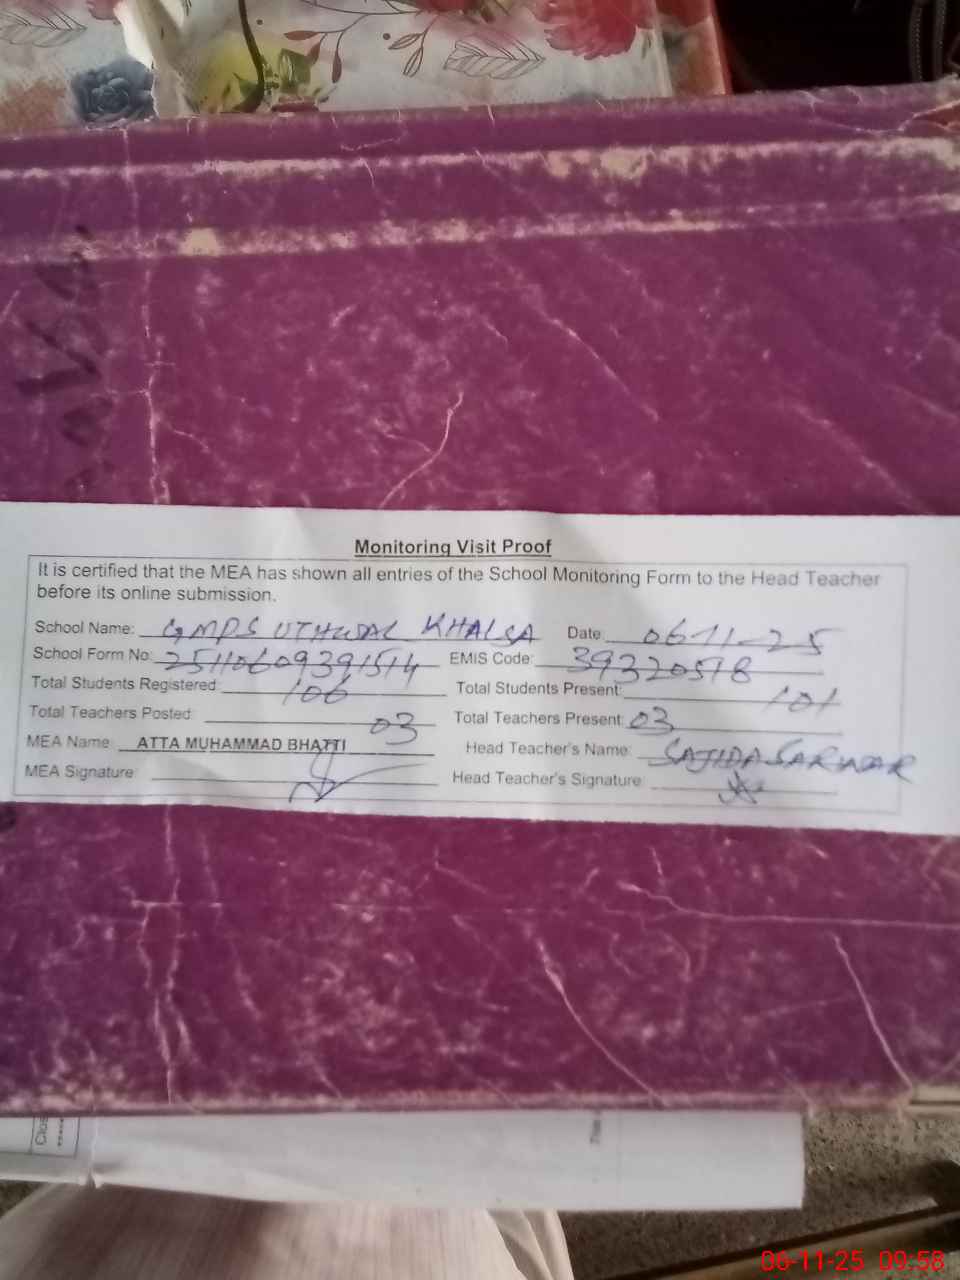 Monitoring Visit Proof
It is certified that the MEA has shown all entries of the School Monitoring Form to the Head Teacher
before its online submission.
School Name: GMPS UTHWAL KHALSA Date: 06-11-25
School Form No: 25110609391514 EMIS Code: 39320518
Total Students Registered: 106 Total Students Present: 101
Total Teachers Posted: 03 Total Teachers Present: 03
MEA Name: ATTA MUHAMMAD BHATTI Head Teacher's Name: SAJIDA SARWAR
MEA Signature: Head Teacher's Signature:
06-11-25 09:58